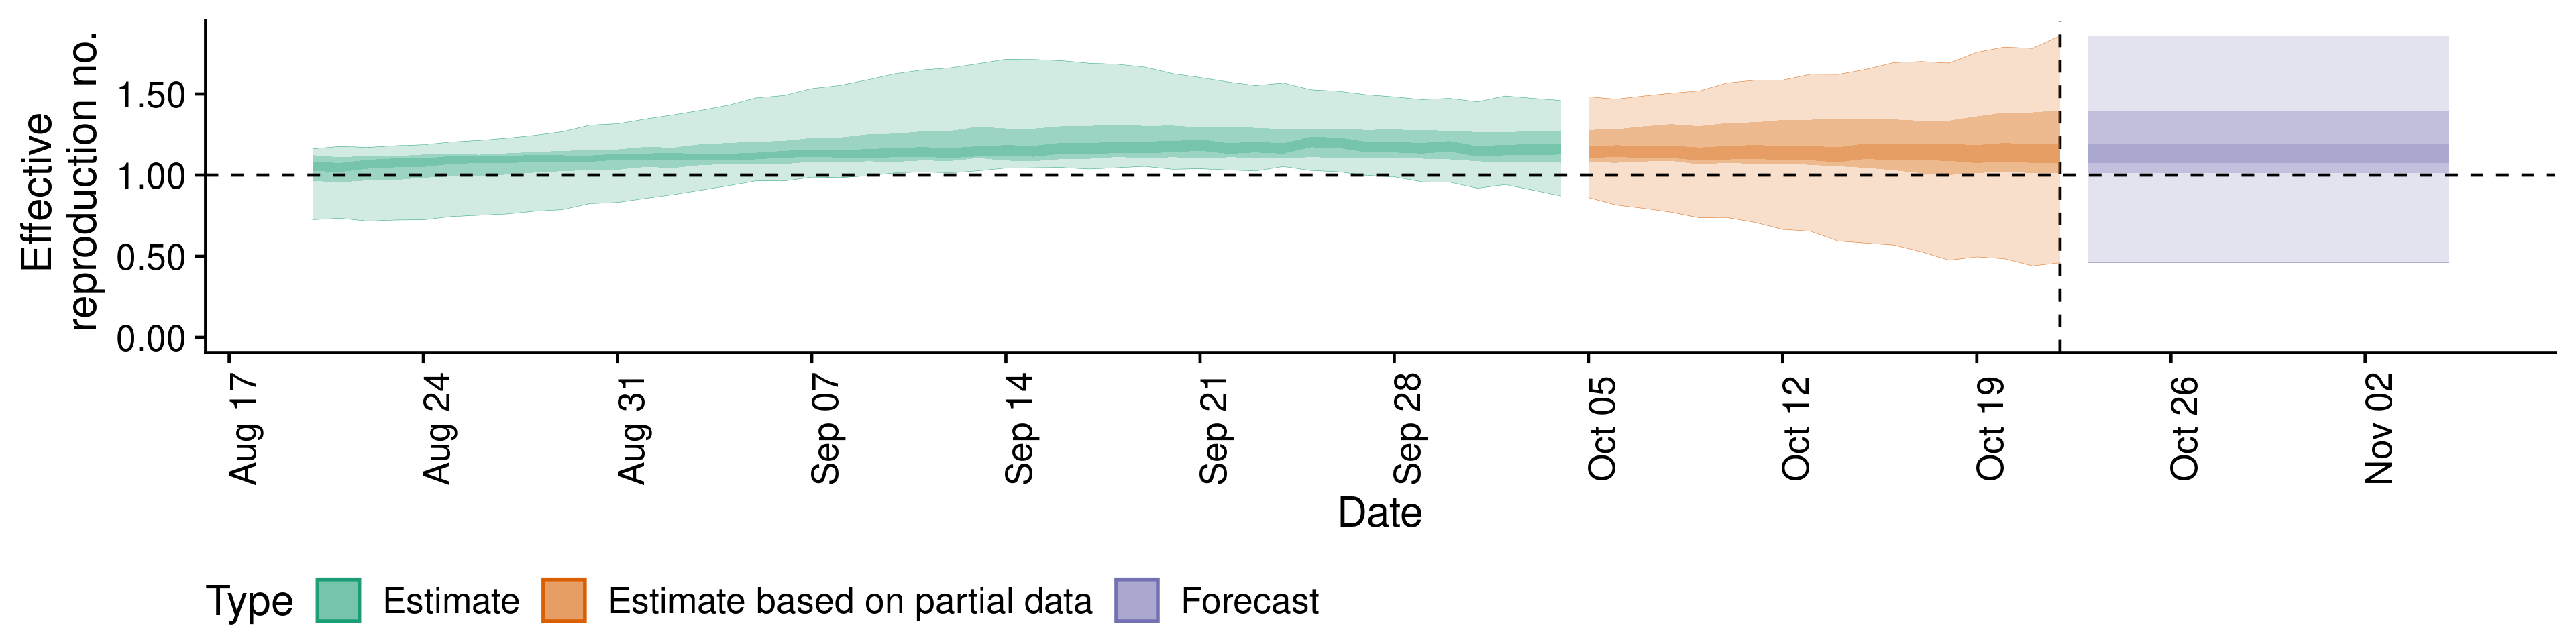 Effective
reproduction no.
1.50
1.00
0.50
0.00
Aug 17
Aug 24
Aug 31
Sep 07
Sep 14
Sep 21
Sep 28
Oct 05
Oct 12
Oct 19
Oct 26
Nov 02
Date
Type Estimate Estimate based on partial data Forecast